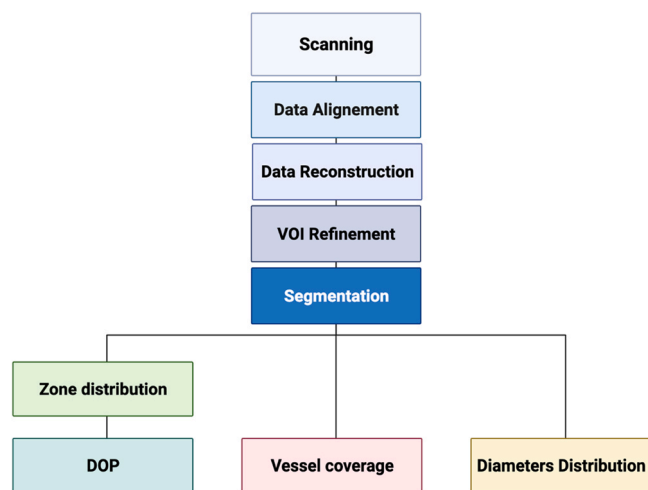 Scanning
Data Alignement
Data Reconstruction
VOI Refinement
Segmentation
Zone distribution
DOP
Vessel coverage
Diameters Distribution